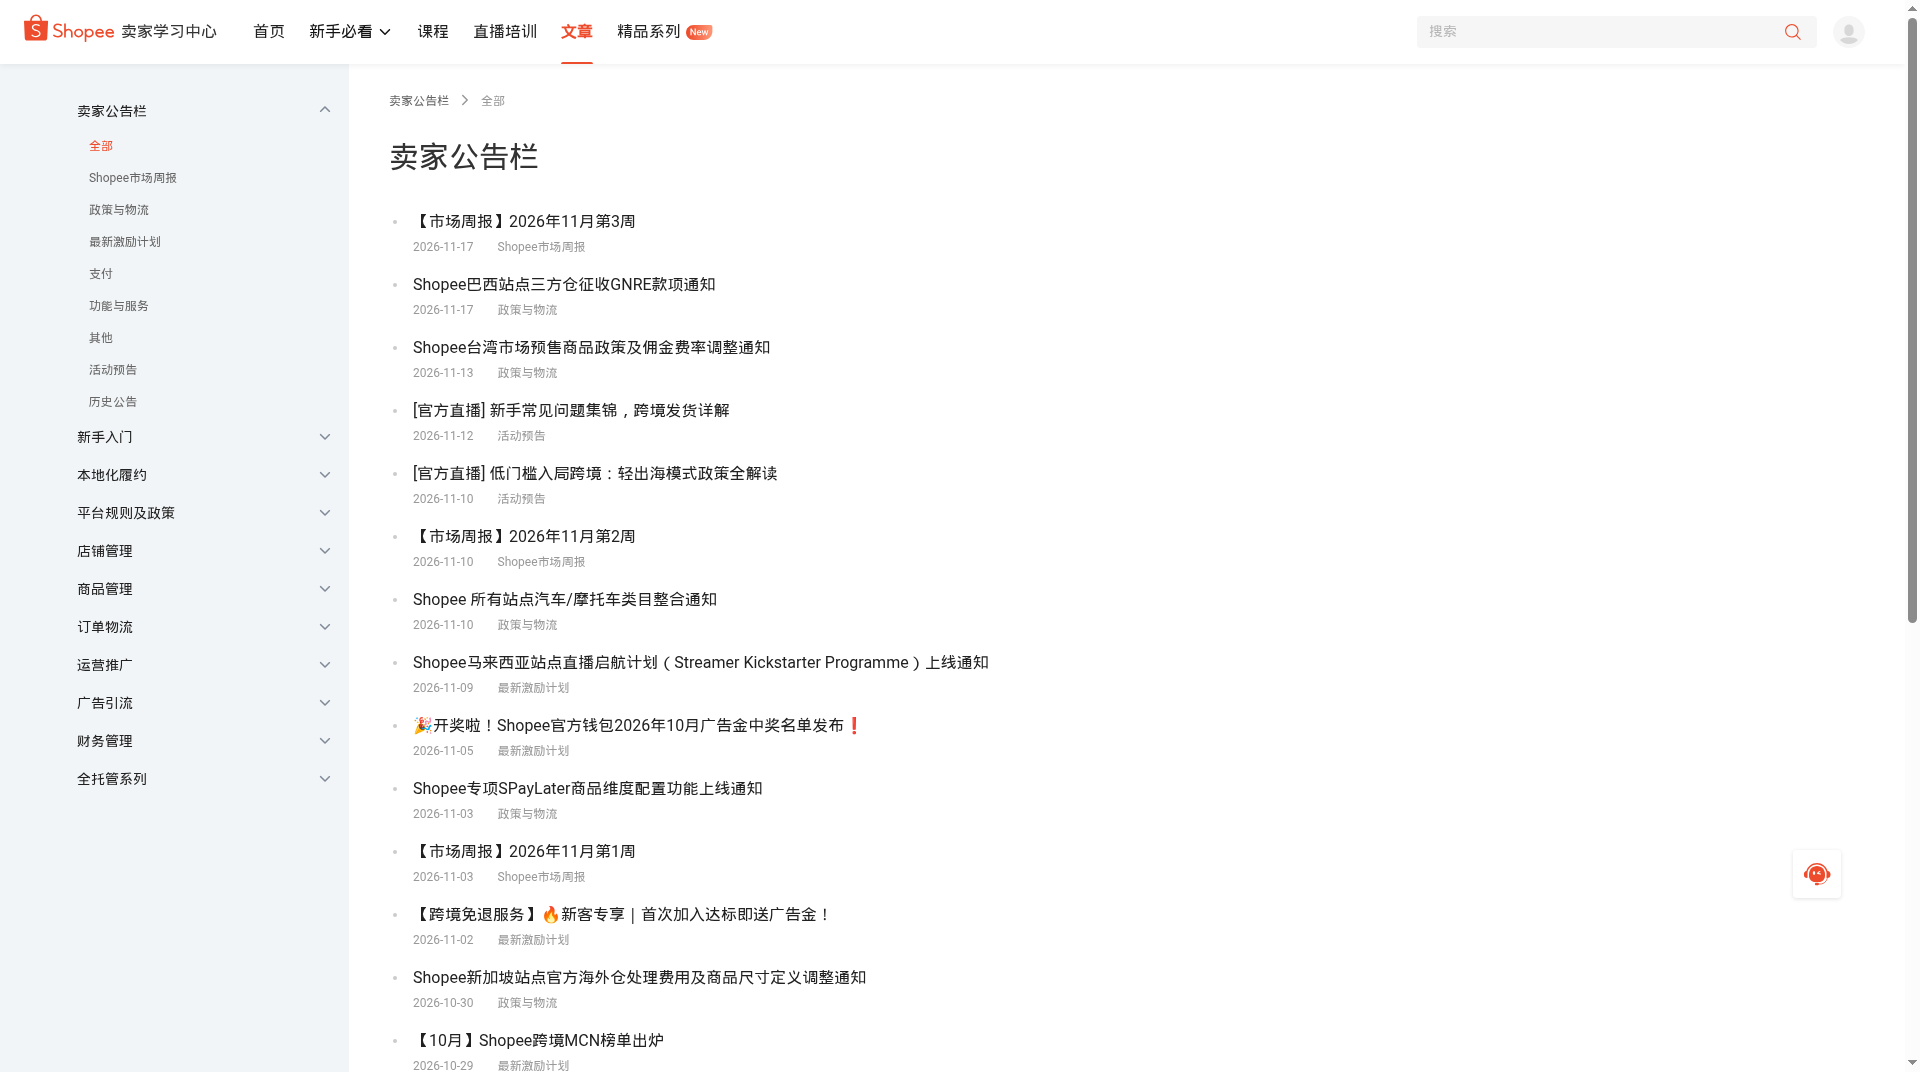 Shopee 卖家学习中心 首页 新手必看 课程 直播培训 文章 精品系列 New 搜索
卖家公告栏
全部
Shopee市场周报
政策与物流
最新激励计划
支付
功能与服务
其他
活动预告
历史公告
新手入门
本地化履约
平台规则及政策
店铺管理
商品管理
订单物流
运营推广
广告引流
财务管理
全托管系列
卖家公告栏 > 全部
卖家公告栏
【市场周报】2026年11月第3周
2026-11-17 Shopee市场周报
Shopee巴西站点三方仓征收GNRE款项通知
2026-11-17 政策与物流
Shopee台湾市场预售商品政策及佣金费率调整通知
2026-11-13 政策与物流
[官方直播] 新手常见问题集锦，跨境发货详解
2026-11-12 活动预告
[官方直播] 低门槛入局跨境：轻出海模式政策全解读
2026-11-10 活动预告
【市场周报】2026年11月第2周
2026-11-10 Shopee市场周报
Shopee 所有站点汽车/摩托车类目整合通知
2026-11-10 政策与物流
Shopee马来西亚站点直播启航计划（Streamer Kickstarter Programme）上线通知
2026-11-09 最新激励计划
🎉开奖啦！Shopee官方钱包2026年10月广告金中奖名单发布❗
2026-11-05 最新激励计划
Shopee专项SPayLater商品维度配置功能上线通知
2026-11-03 政策与物流
【市场周报】2026年11月第1周
2026-11-03 Shopee市场周报
【跨境免退服务】🔥新客专享｜首次加入达标即送广告金！
2026-11-02 最新激励计划
Shopee新加坡站点官方海外仓处理费用及商品尺寸定义调整通知
2026-10-30 政策与物流
【10月】Shopee跨境MCN榜单出炉
2026-10-29 最新激励计划